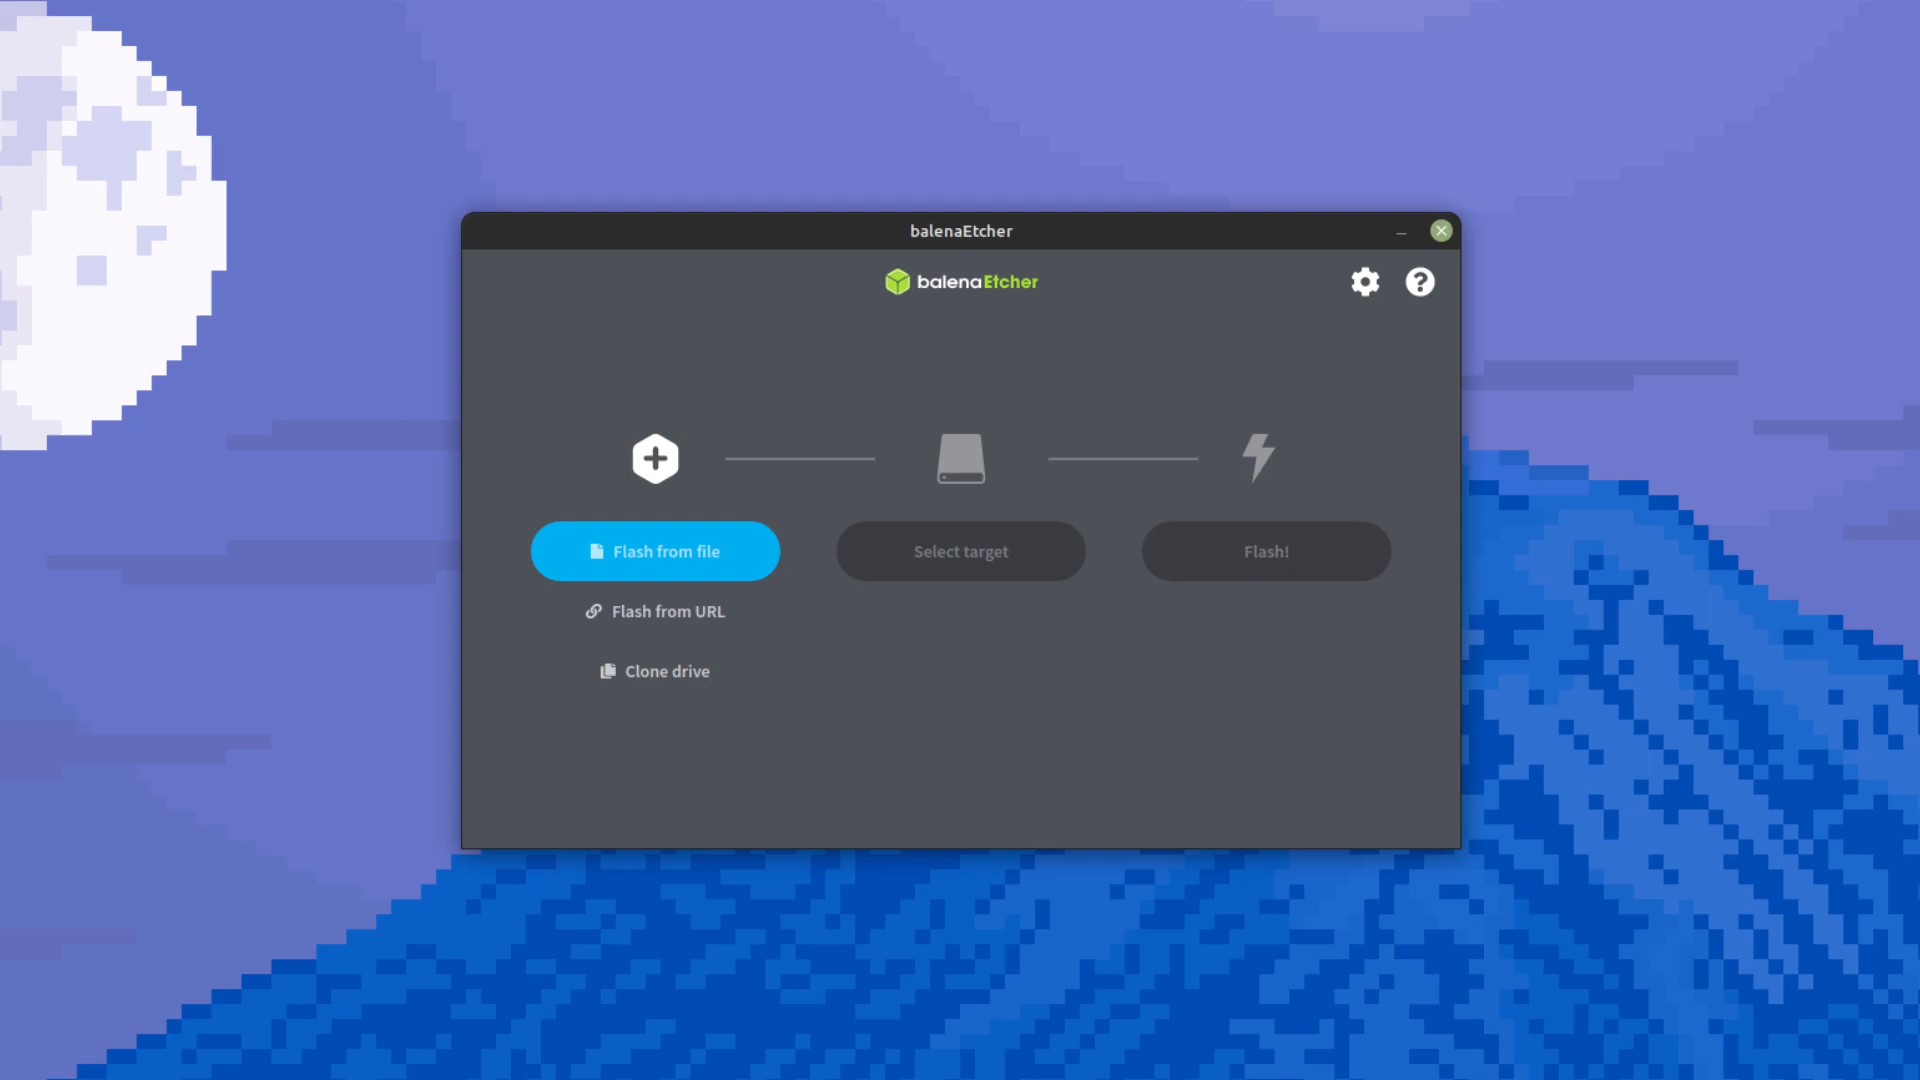 balenaEtcher
balenaEtcher
Flash from file
Select target
Flash!
Flash from URL
Clone drive